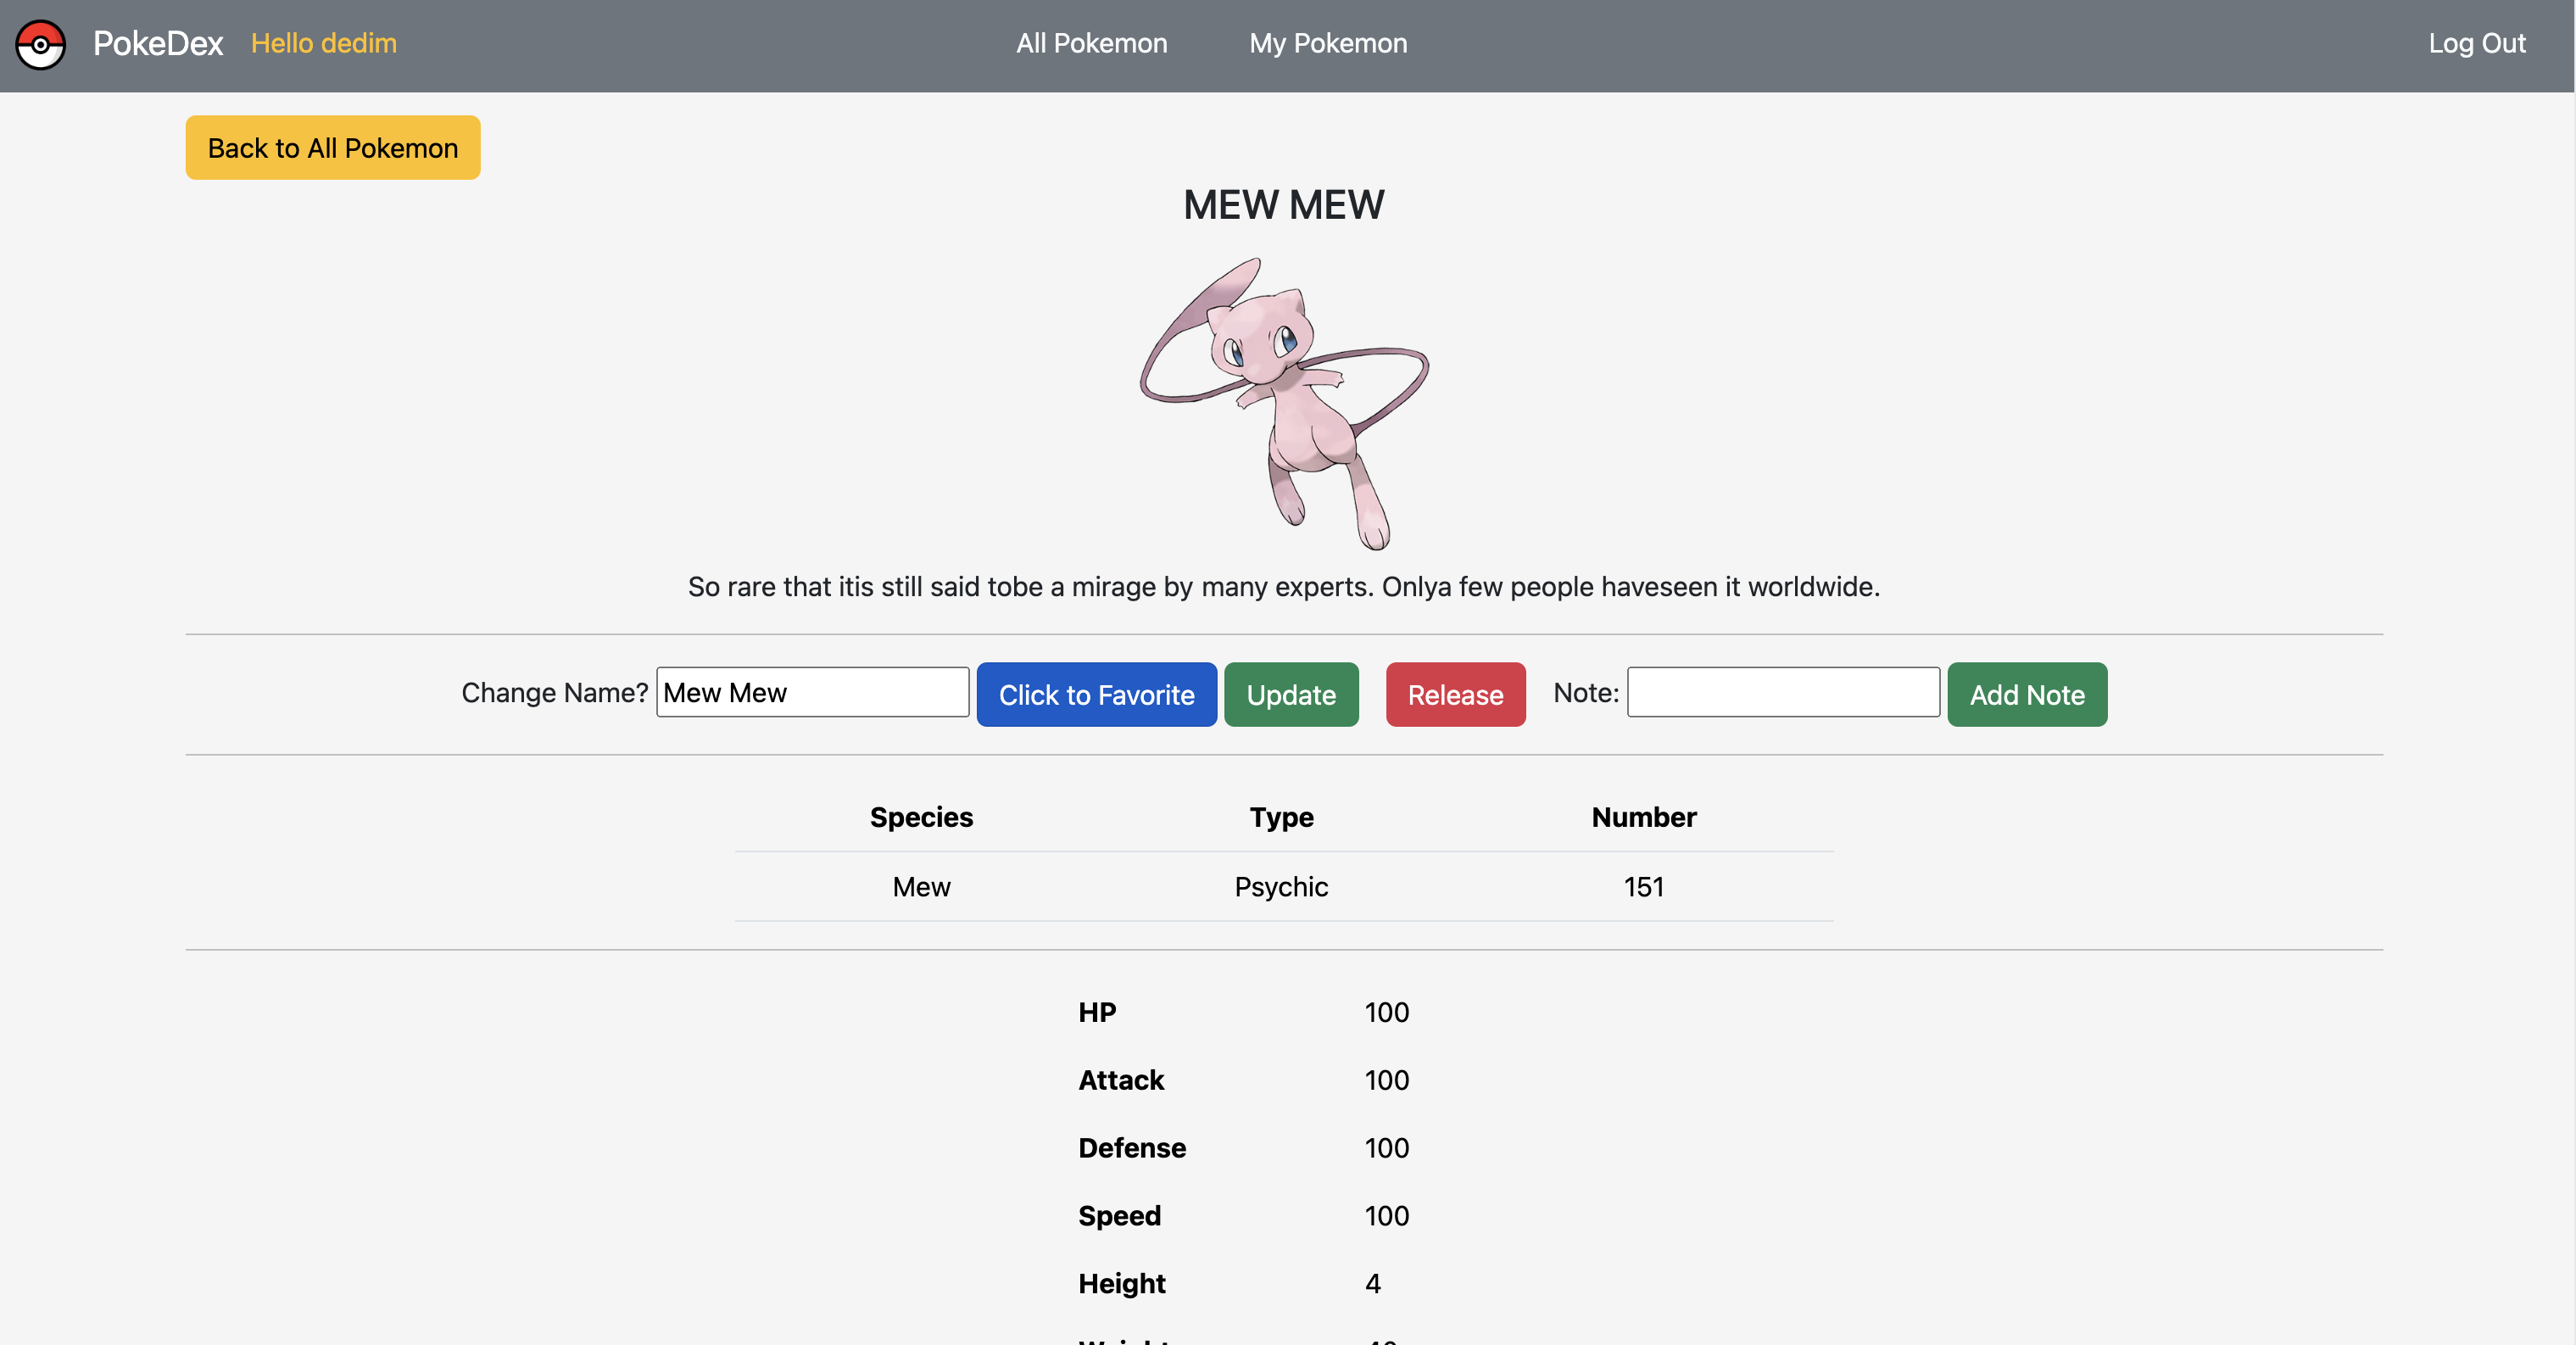 PokeDex Hello dedim All Pokemon My Pokemon Log Out
Back to All Pokemon
MEW MEW
So rare that itis still said tobe a mirage by many experts. Onlya few people haveseen it worldwide.
Change Name? Mew Mew Click to Favorite Update Release Note: Add Note
Species Type Number
Mew Psychic 151
HP 100
Attack 100
Defense 100
Speed 100
Height 4